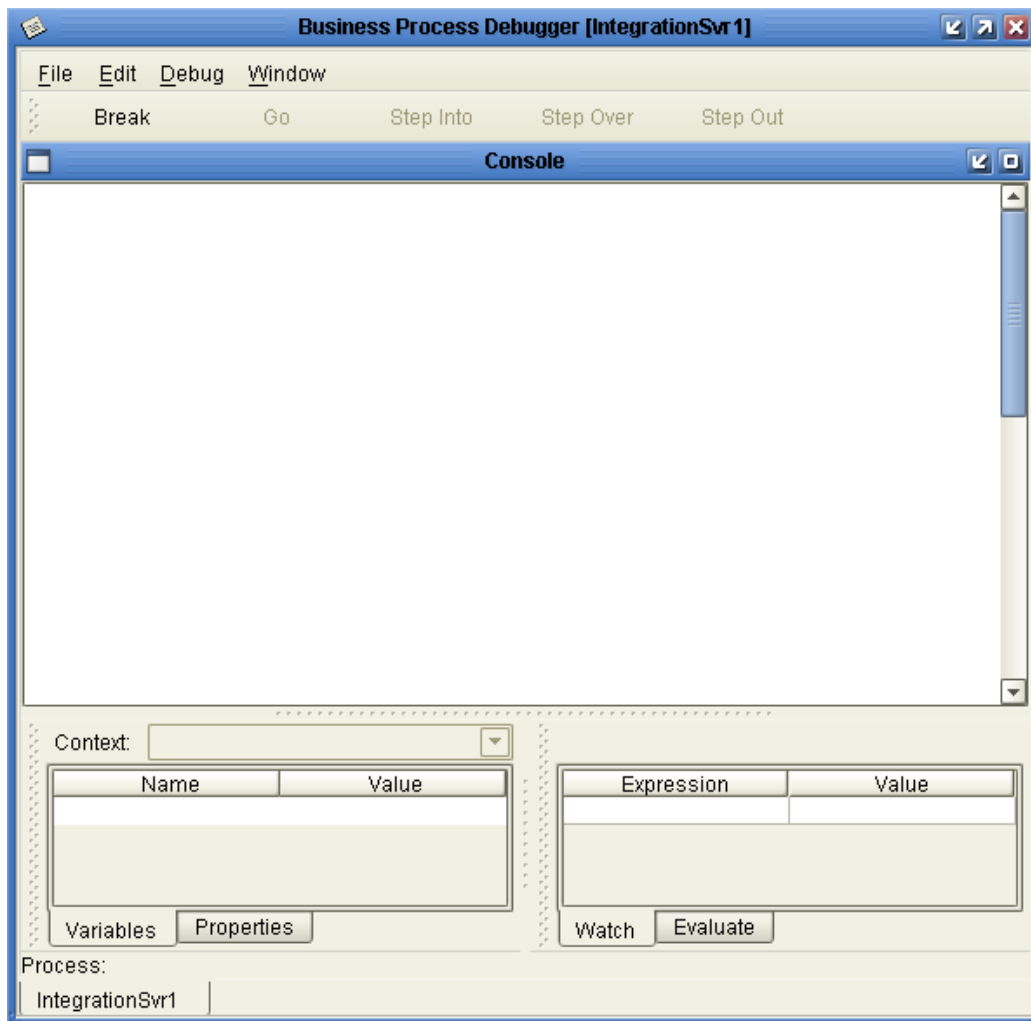 Business Process Debugger [IntegrationSvr1]
File Edit Debug Window
Break Go Step Into Step Over Step Out
Console
Context:
Name Value
Expression Value
Variables Properties
Watch Evaluate
Process:
IntegrationSvr1